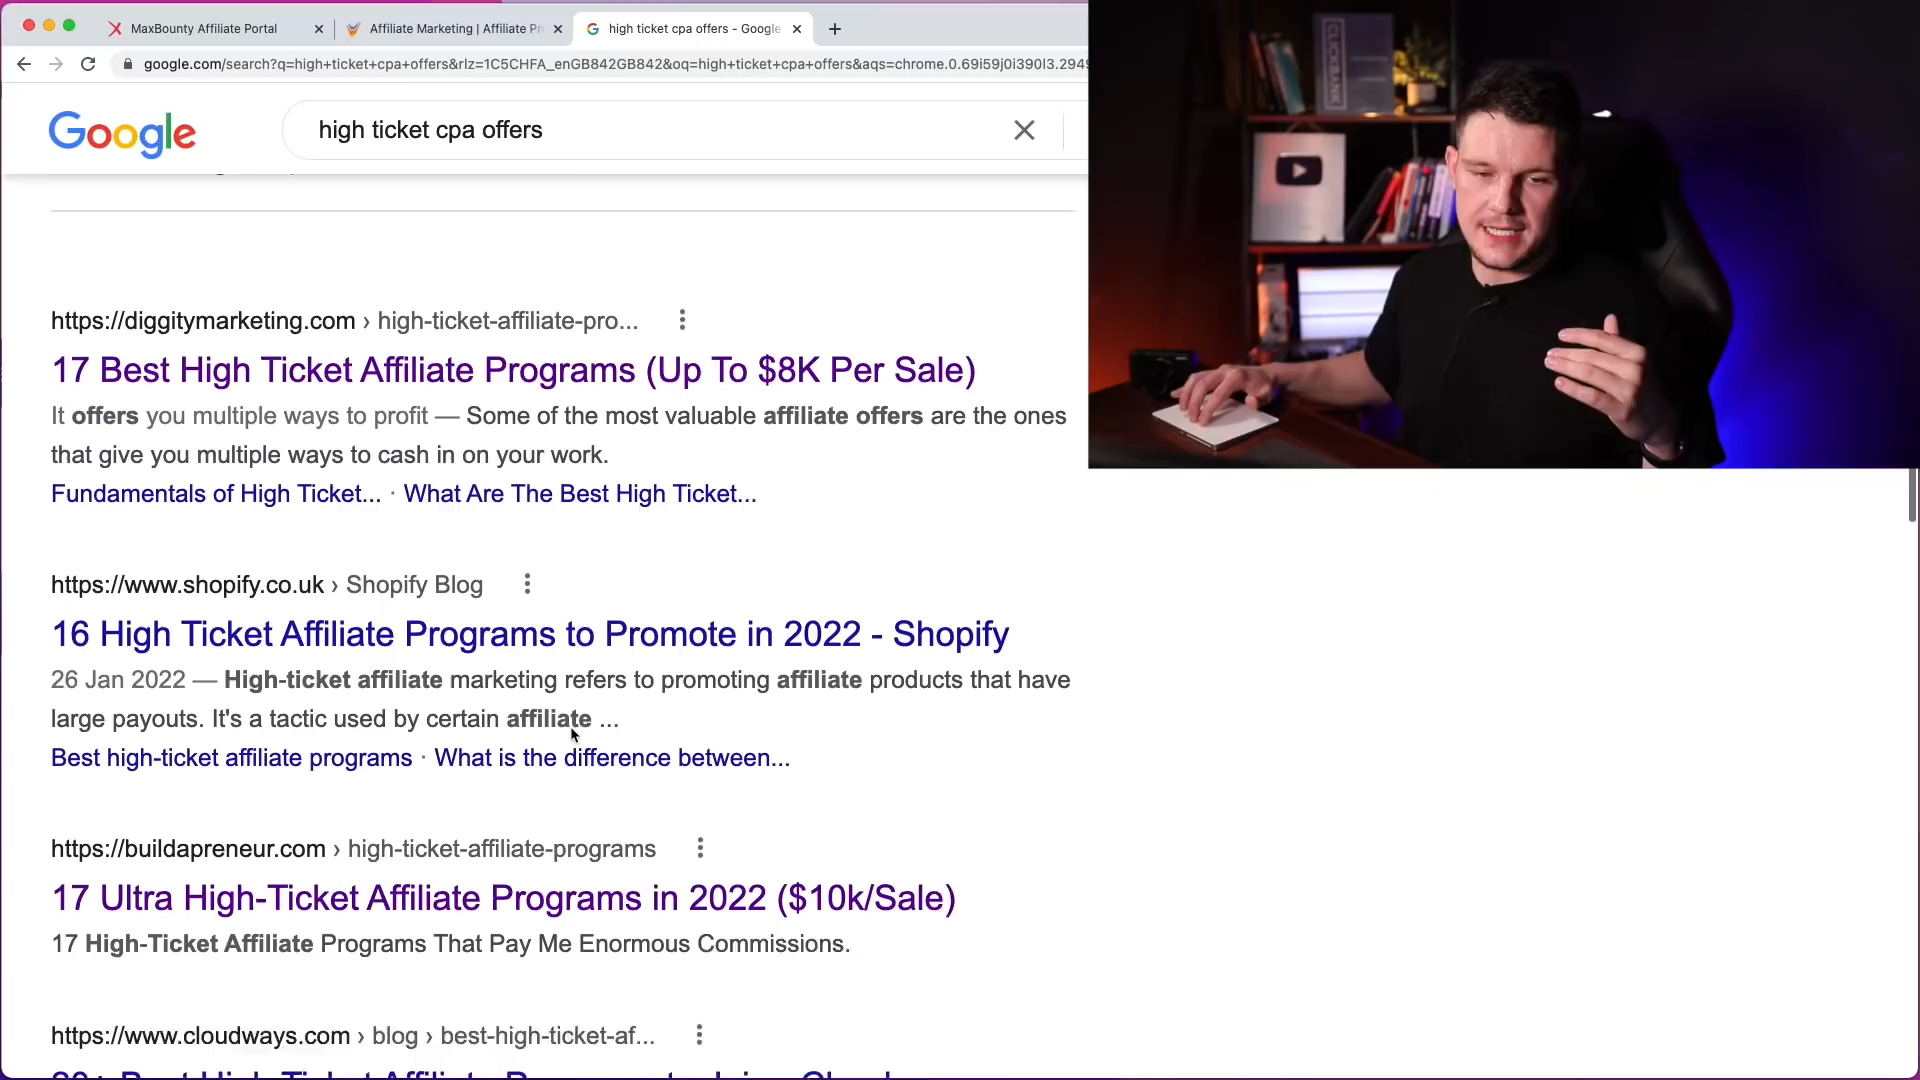 MaxBounty Affiliate Portal
Affiliate Marketing | Affiliate Pr
high ticket cpa offers - Google
google.com/search?q=high+ticket+cpa+offers&rlz=1C5CHFA_enGB842GB842&oq=high+ticket+cpa+offers&aqs=chrome.0.69i59j0i390l3.294
Google
high ticket cpa offers
https://diggitymarketing.com › high-ticket-affiliate-pro...
17 Best High Ticket Affiliate Programs (Up To $8K Per Sale)
It offers you multiple ways to profit — Some of the most valuable affiliate offers are the ones
that give you multiple ways to cash in on your work.
Fundamentals of High Ticket... · What Are The Best High Ticket...
https://www.shopify.co.uk › Shopify Blog
16 High Ticket Affiliate Programs to Promote in 2022 - Shopify
26 Jan 2022 — High-ticket affiliate marketing refers to promoting affiliate products that have
large payouts. It's a tactic used by certain affiliate ...
Best high-ticket affiliate programs · What is the difference between...
https://buildapreneur.com › high-ticket-affiliate-programs
17 Ultra High-Ticket Affiliate Programs in 2022 ($10k/Sale)
17 High-Ticket Affiliate Programs That Pay Me Enormous Commissions.
https://www.cloudways.com › blog › best-high-ticket-af...
CLICKBANK